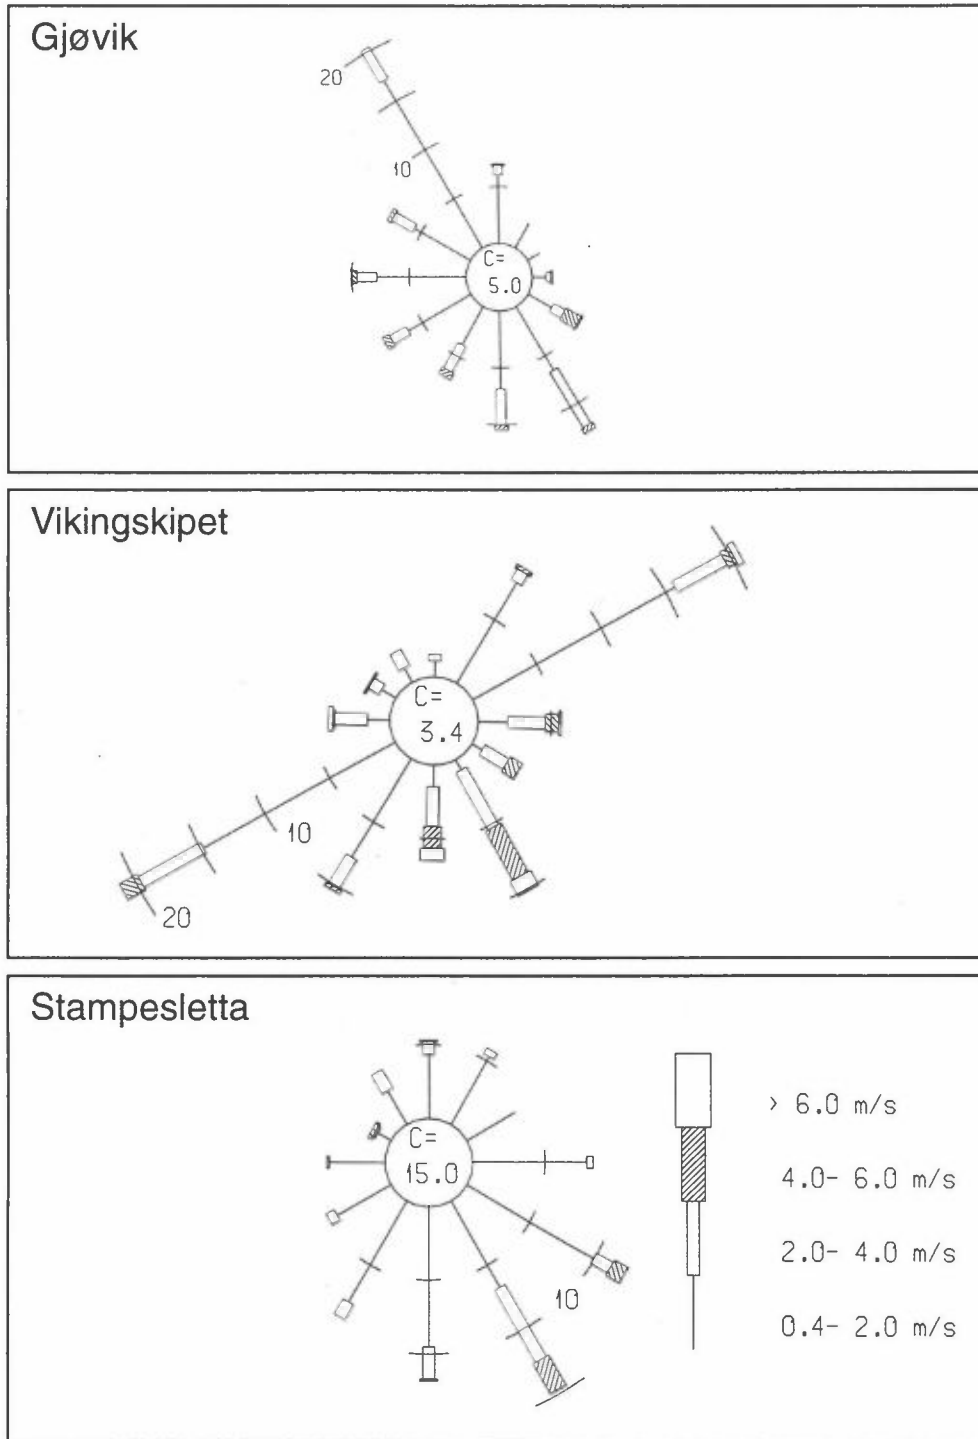 Gjøvik
20
10
C=
5.0
Vikingskipet
C=
3.4
10
20
Stampesletta
C=
15.0
10
> 6.0 m/s
4.0- 6.0 m/s
2.0- 4.0 m/s
0.4- 2.0 m/s